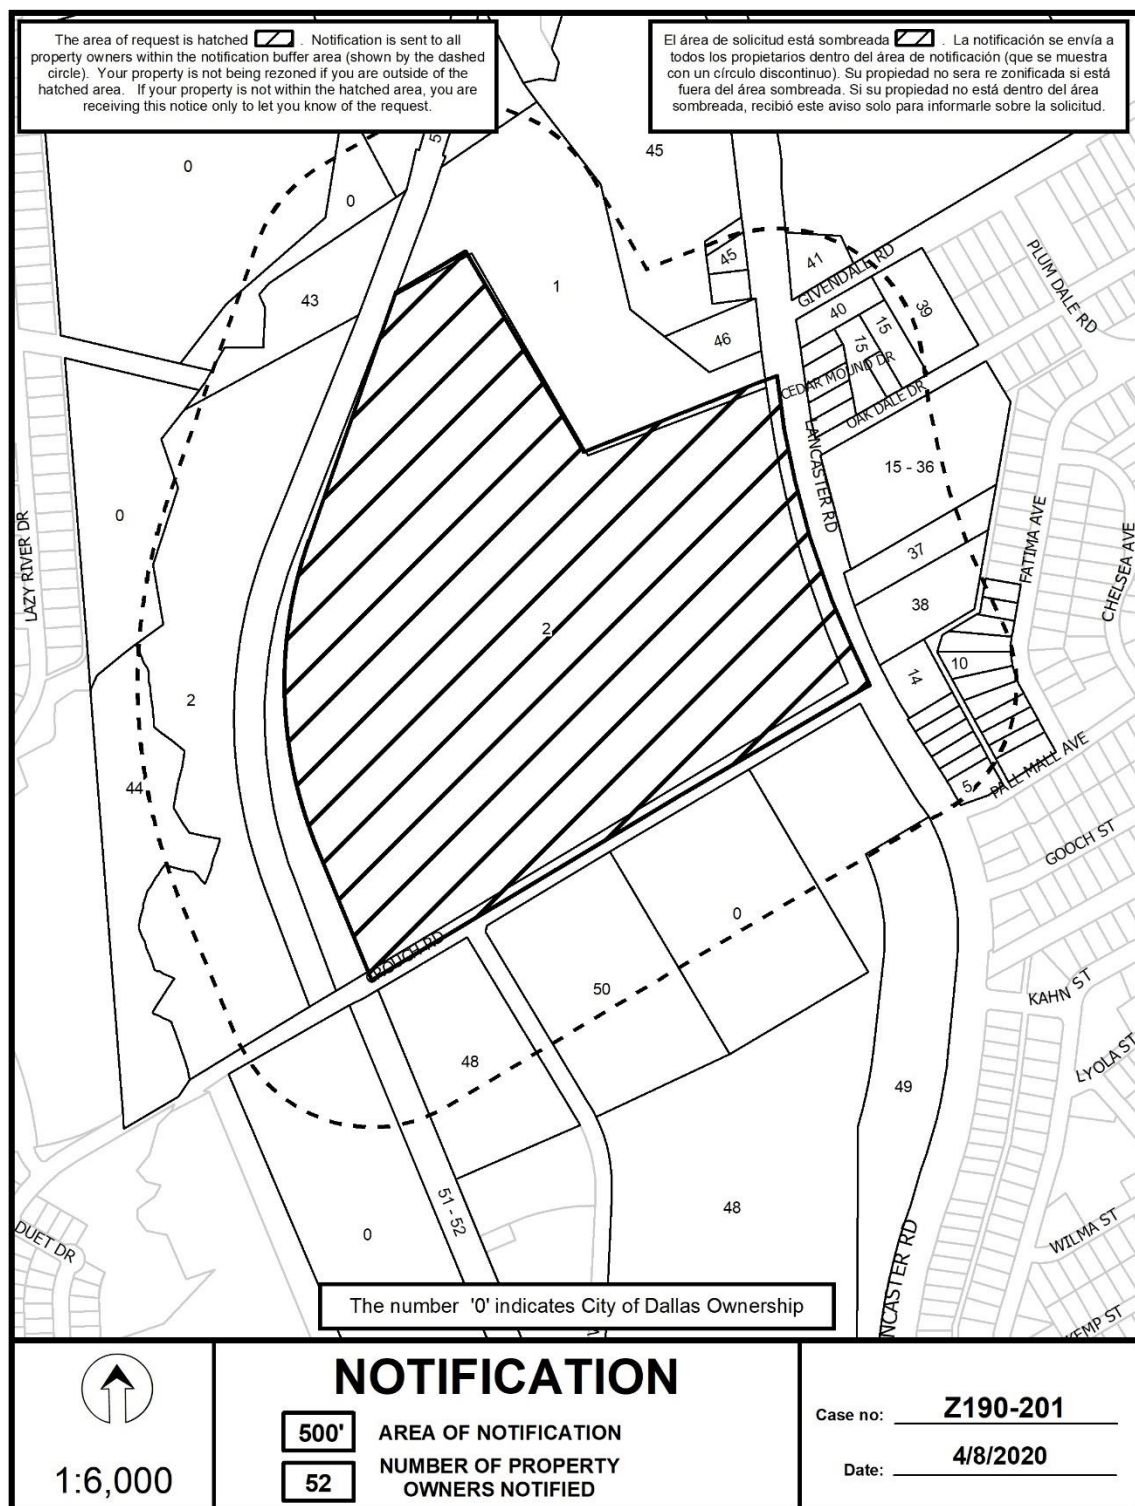 The area of request is hatched . Notification is sent to all
property owners within the notification buffer area (shown by the dashed
circle). Your property is not being rezoned if you are outside of the
hatched area. If your property is not within the hatched area, you are
receiving this notice only to let you know of the request.
El área de solicitud está sombreada . La notificación se envía a
todos los propietarios dentro del área de notificación (que se muestra
con un círculo discontinuo). Su propiedad no sera re zonificada si está
fuera del área sombreada. Si su propiedad no está dentro del área
sombreada, recibió este aviso solo para informarle sobre la solicitud.
5
0
45
0
45
41
GIVENDALE RD
PLUM DALE RD
1
43
40
39
15
15
46
CEDAR MOUND DR
OAK DALE DR
LANCASTER RD
15 - 36
0
LAZY RIVER DR
37
FATIMA AVE
CHELSEA AVE
38
2
10
14
2
44
5
PALL MALL AVE
GOOCH ST
0
50
KAHN ST
48
LYOLA ST
49
51 - 52
48
0
DUET DR
WILMA ST
NCASTER RD
KEMP ST
The number '0' indicates City of Dallas Ownership
1:6,000
NOTIFICATION
500' AREA OF NOTIFICATION
52 NUMBER OF PROPERTY
OWNERS NOTIFIED
Case no: Z190-201
Date: 4/8/2020